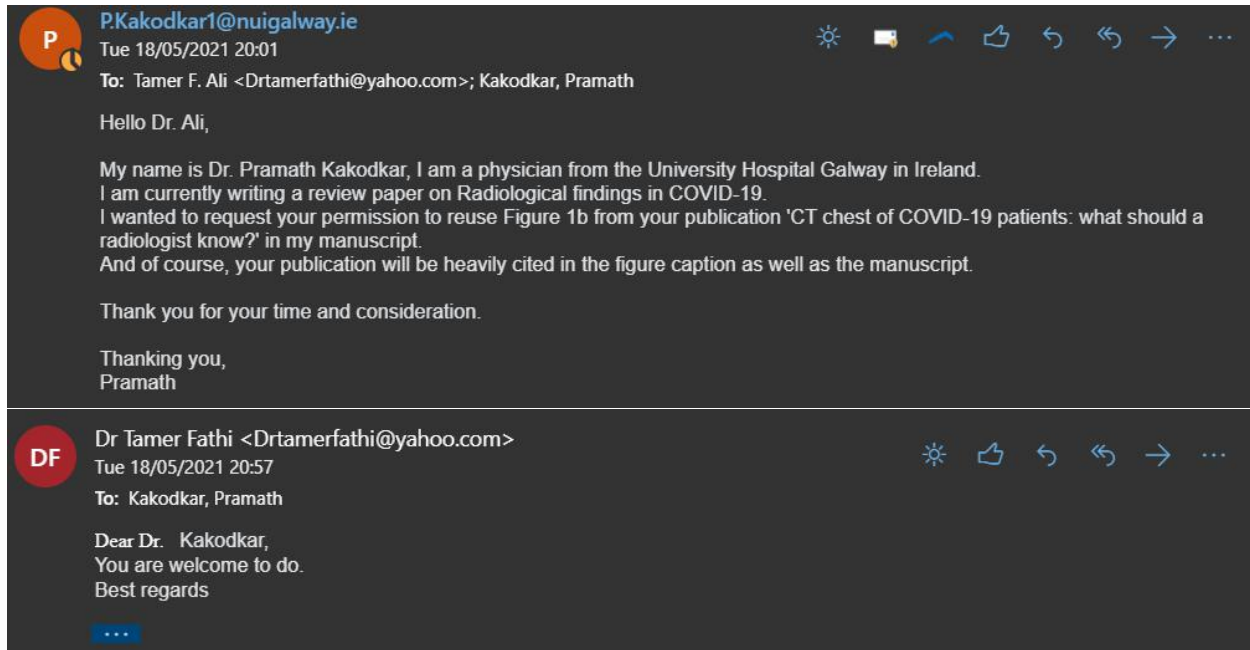 P
P.Kakodkar1@nuigalway.ie
Tue 18/05/2021 20:01
To: Tamer F. Ali <Drtamerfathi@yahoo.com>; Kakodkar, Pramath
Hello Dr. Ali,
My name is Dr. Pramath Kakodkar, I am a physician from the University Hospital Galway in Ireland.
I am currently writing a review paper on Radiological findings in COVID-19.
I wanted to request your permission to reuse Figure 1b from your publication 'CT chest of COVID-19 patients: what should a
radiologist know?' in my manuscript.
And of course, your publication will be heavily cited in the figure caption as well as the manuscript.
Thank you for your time and consideration.
Thanking you,
Pramath
DF
Dr Tamer Fathi <Drtamerfathi@yahoo.com>
Tue 18/05/2021 20:57
To: Kakodkar, Pramath
Dear Dr. Kakodkar,
You are welcome to do.
Best regards